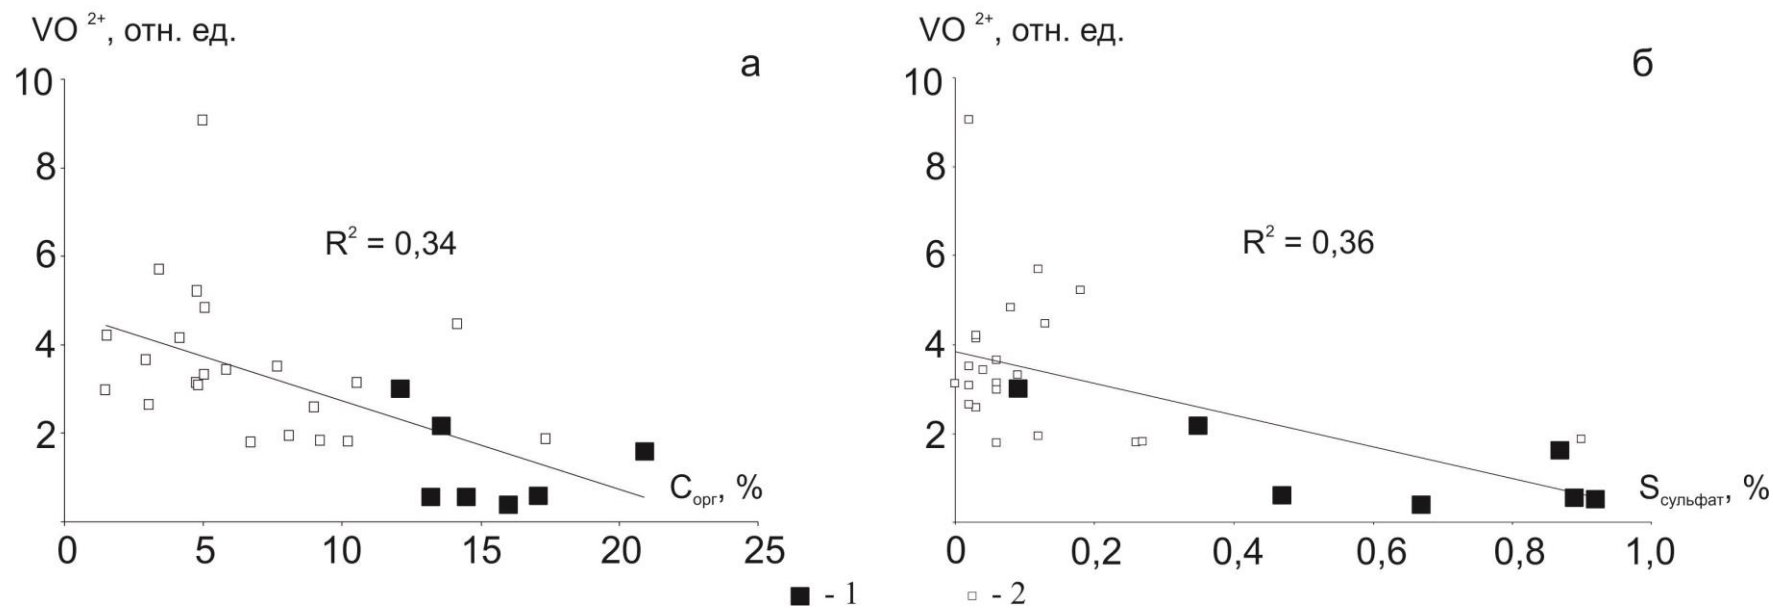 VO 2+, отн. ед.
а
10
8
6
4
2
R2 = 0,34
Cорг, %
0 5 10 15 20 25
VO 2+, отн. ед.
б
10
8
6
4
2
R2 = 0,36
Sсульфат, %
0 0,2 0,4 0,6 0,8 1,0
- 1 - 2